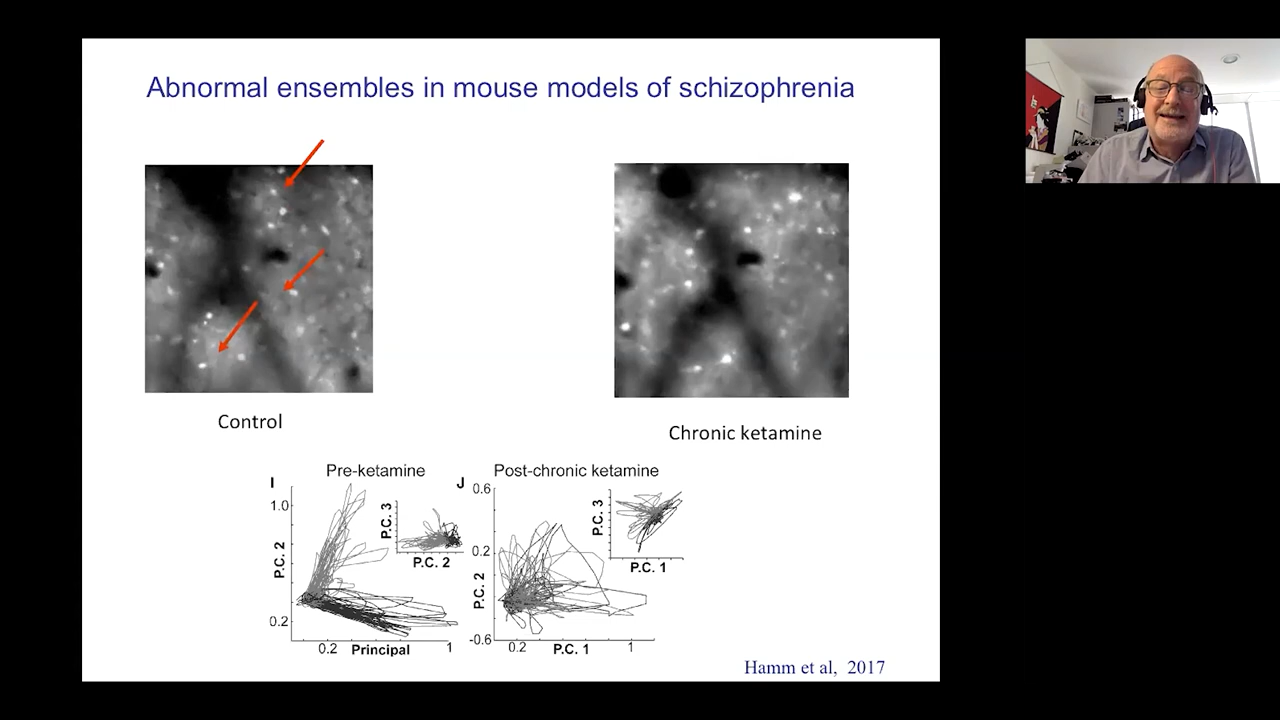 Abnormal ensembles in mouse models of schizophrenia
Control
Chronic ketamine
Pre-ketamine
Post-chronic ketamine
I
1.0
P.C. 2
0.2
0.2
Principal
1
P.C. 3
P.C. 2
J
0.6
0.2
P.C. 2
-0.6
0.2
P.C. 1
1
P.C. 3
P.C. 1
Hamm et al, 2017